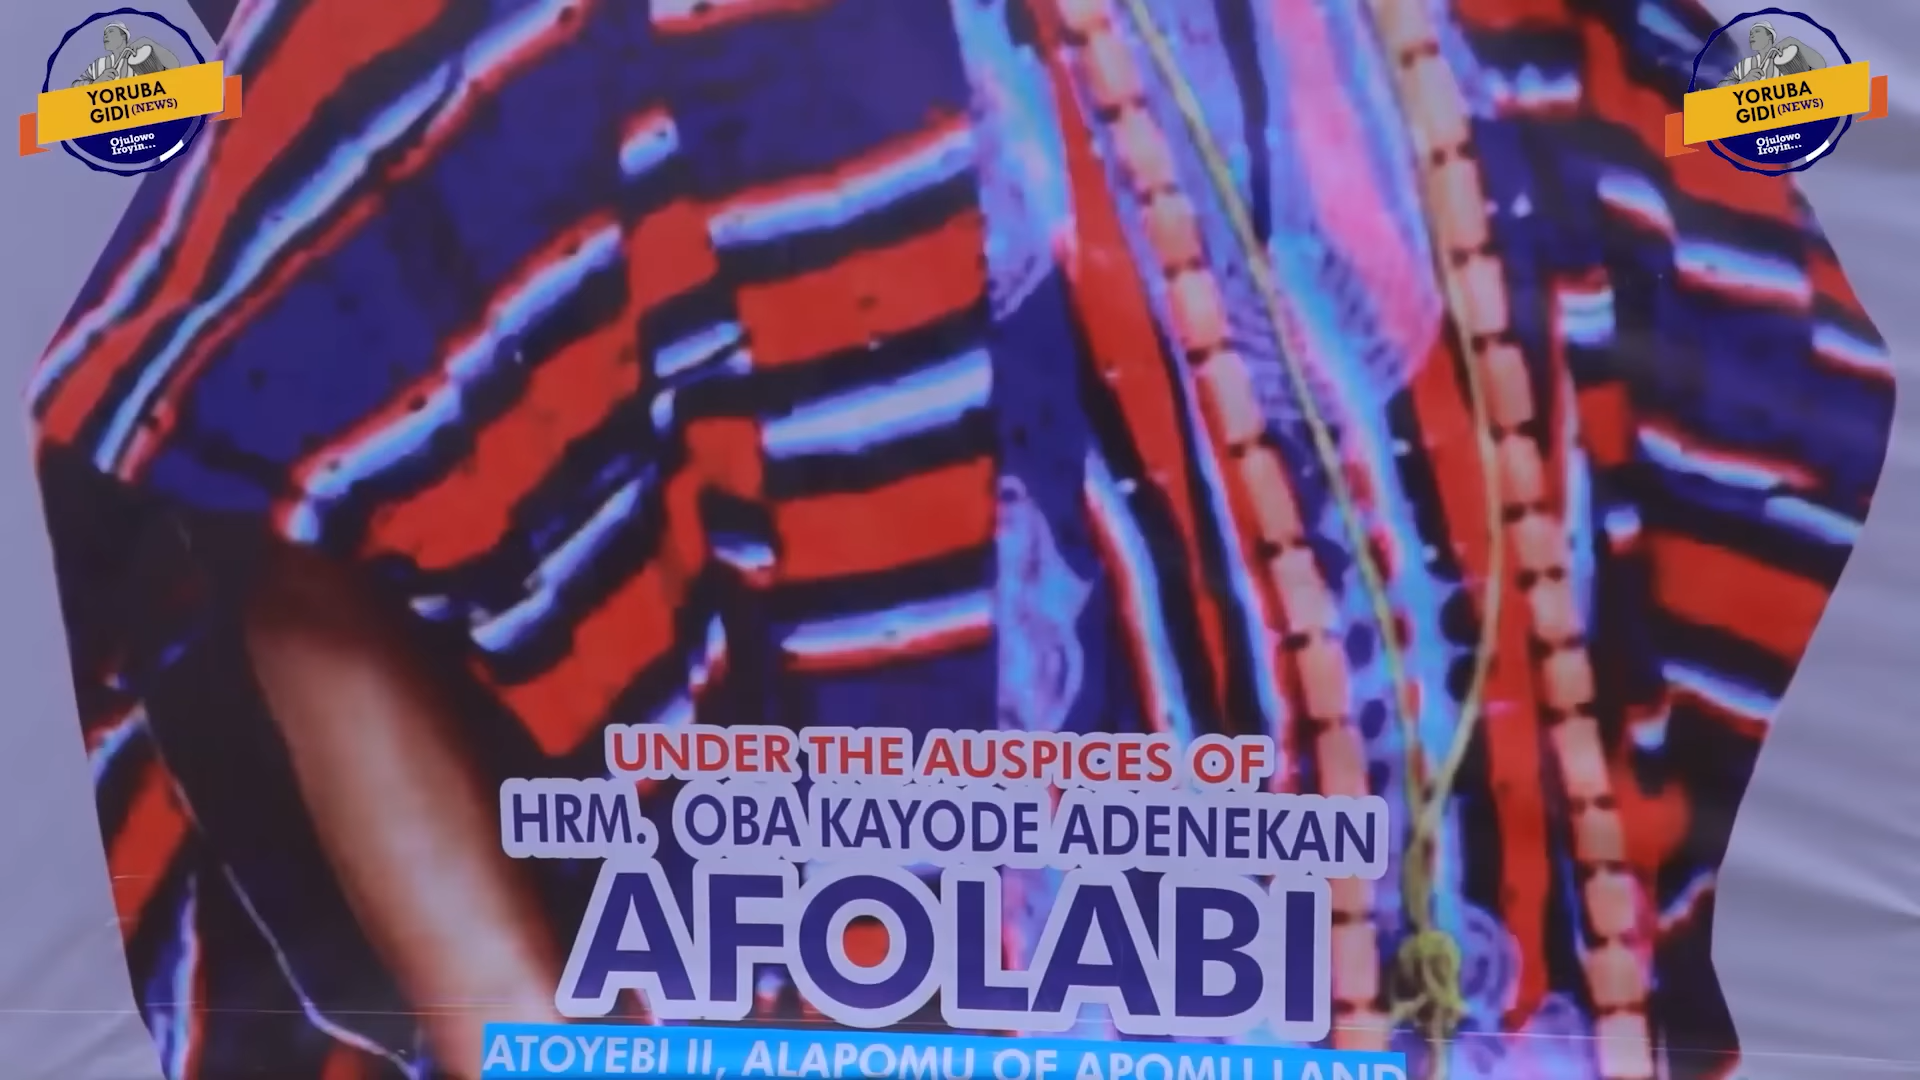 YORUBA
GIDI (NEWS)
Ojulowo
Iroyin...
YORUBA
GIDI (NEWS)
Ojulowo
Iroyin...
UNDER THE AUSPICES OF
HRM. OBA KAYODE ADENEKAN
AFOLABI
ATOYEBI II, ALAPOMU OF APOMU LAND